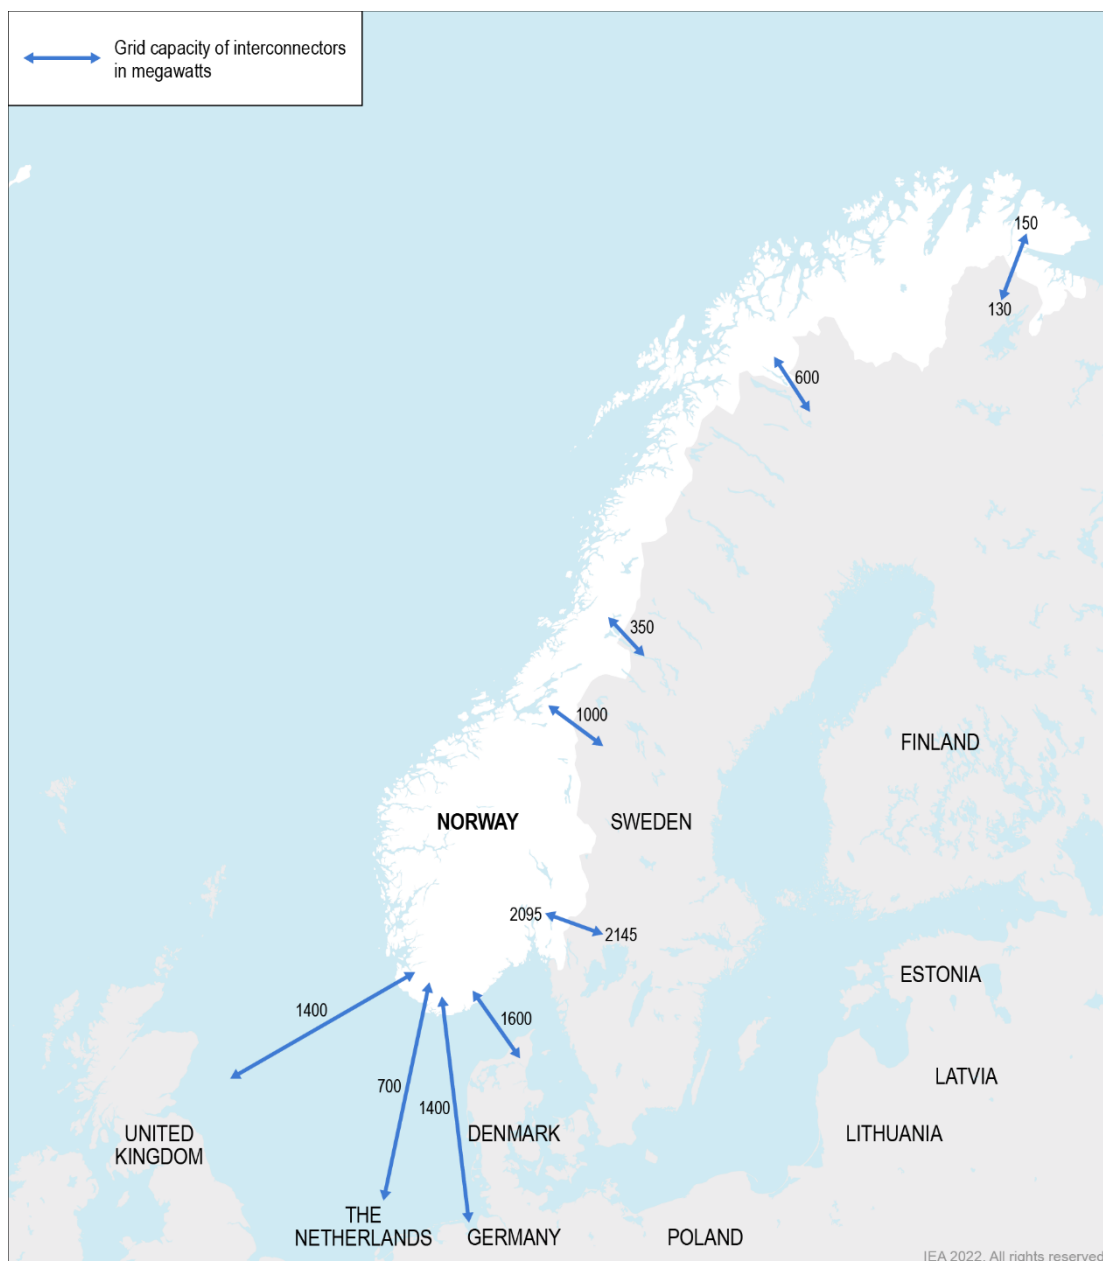 Grid capacity of interconnectors
in megawatts
150
130
600
350
1000
FINLAND
NORWAY
SWEDEN
2095
2145
ESTONIA
1400
1600
LATVIA
700
1400
UNITED
KINGDOM
DENMARK
LITHUANIA
THE
NETHERLANDS
GERMANY
POLAND
IEA 2022. All rights reserved